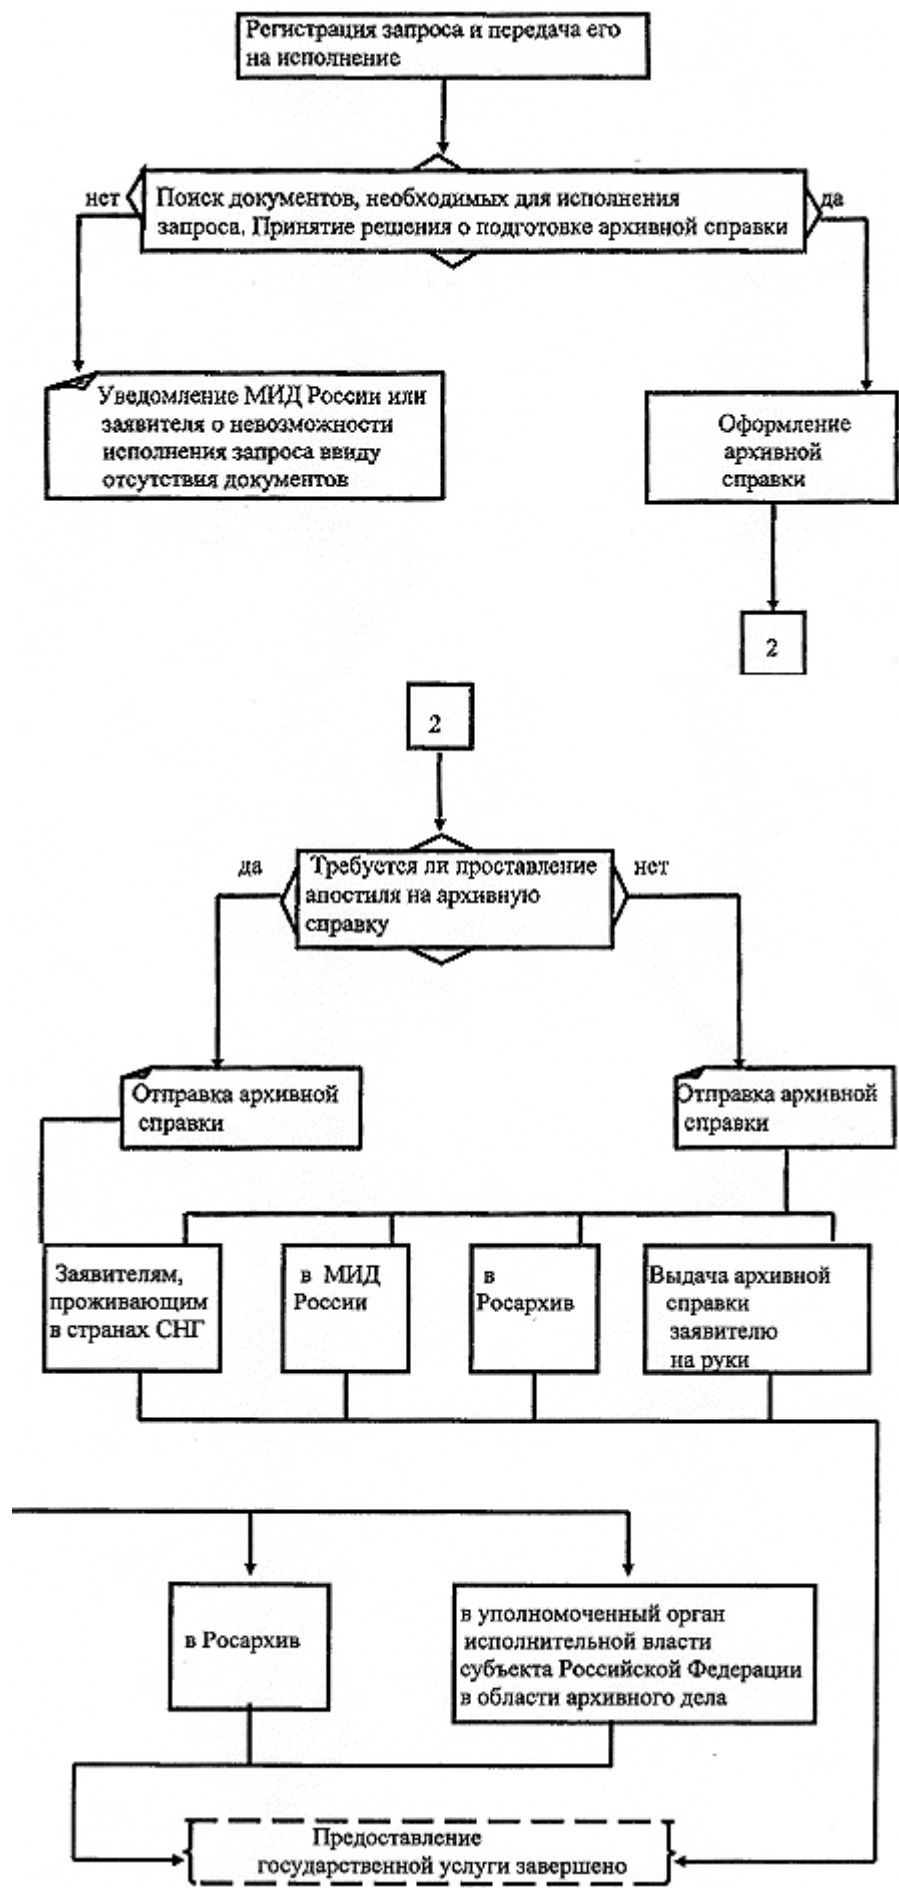 Регистрация запроса и передача его
на исполнение
нет
Поиск документов, необходимых для исполнения
запроса. Принятие решения о подготовке архивной справки
да
Уведомление МИД России или
заявителя о невозможности
исполнения запроса ввиду
отсутствия документов
Оформление
архивной
справки
2
2
да
Требуется ли проставление
апостиля на архивную
справку
нет
Отправка архивной
справки
Отправка архивной
справки
Заявителям,
проживающим
в странах СНГ
в МИД
России
в
Росархив
Выдача архивной
справки
заявителю
на руки
в Росархив
в уполномоченный орган
исполнительной власти
субъекта Российской Федерации
в области архивного дела
Предоставление
государственной услуги завершено